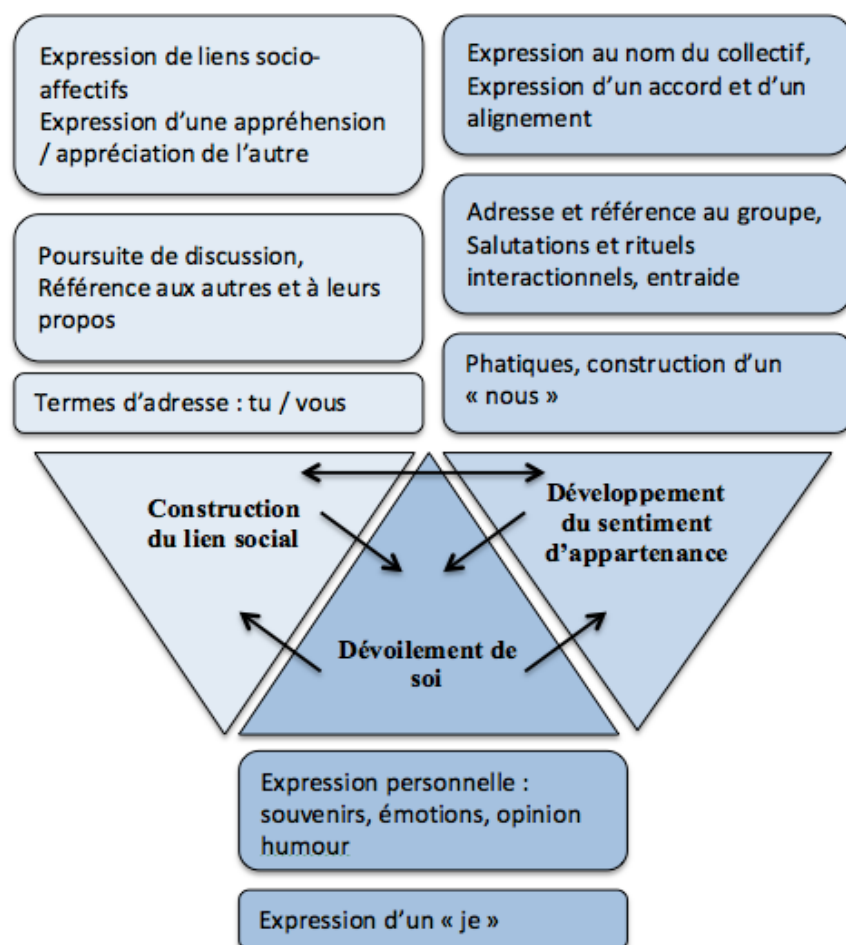 Expression de liens socio-
affectifs
Expression d’une appréhension
/ appréciation de l’autre
Poursuite de discussion,
Référence aux autres et à leurs
propos
Termes d’adresse : tu / vous
Expression au nom du collectif,
Expression d’un accord et d’un
alignement
Adresse et référence au groupe,
Salutations et rituels
interactionnels, entraide
Phatiques, construction d’un
« nous »
Construction
du lien social
Développement
du sentiment
d’appartenance
Dévoilement de
soi
Expression personnelle :
souvenirs, émotions, opinion
humour
Expression d’un « je »